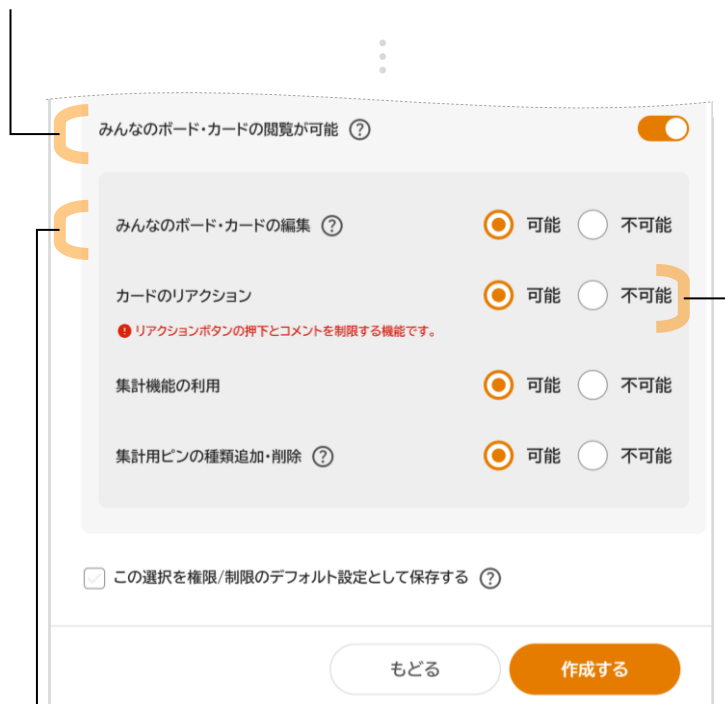 みんなのボード・カードの閲覧が可能 ?
みんなのボード・カードの編集 ? 可能 不可能
カードのリアクション 可能 不可能
! リアクションボタンの押下とコメントを制限する機能です。
集計機能の利用 可能 不可能
集計用ピンの種類追加・削除 ? 可能 不可能
この選択を権限/制限のデフォルト設定として保存する ?
もどる 作成する